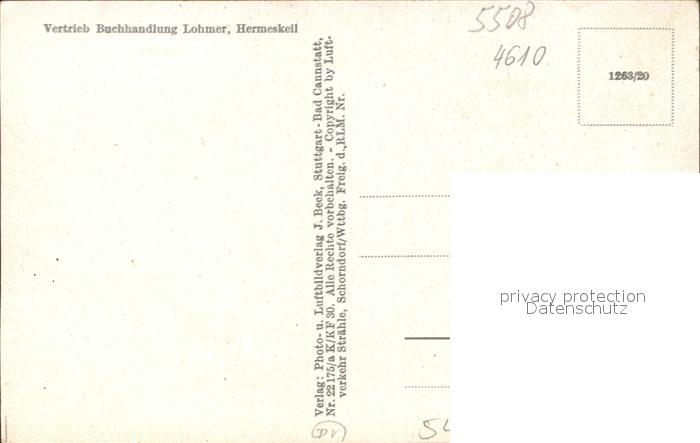 Vertrieb Buchhandlung Lohmer, Hermeskeil
5508
4610
1263/20
Verlag: Photo- u. Luftbildverlag J. Beck, Stuttgart-Bad Cannstatt,
Nr. 22175/a K/KF 30. Alle Rechte vorbehalten. - Copyright by Luft-
verkehr Strähle, Schorndorf/Wttbg. Freig. d. RLM. Nr.
privacy protection
Datenschutz